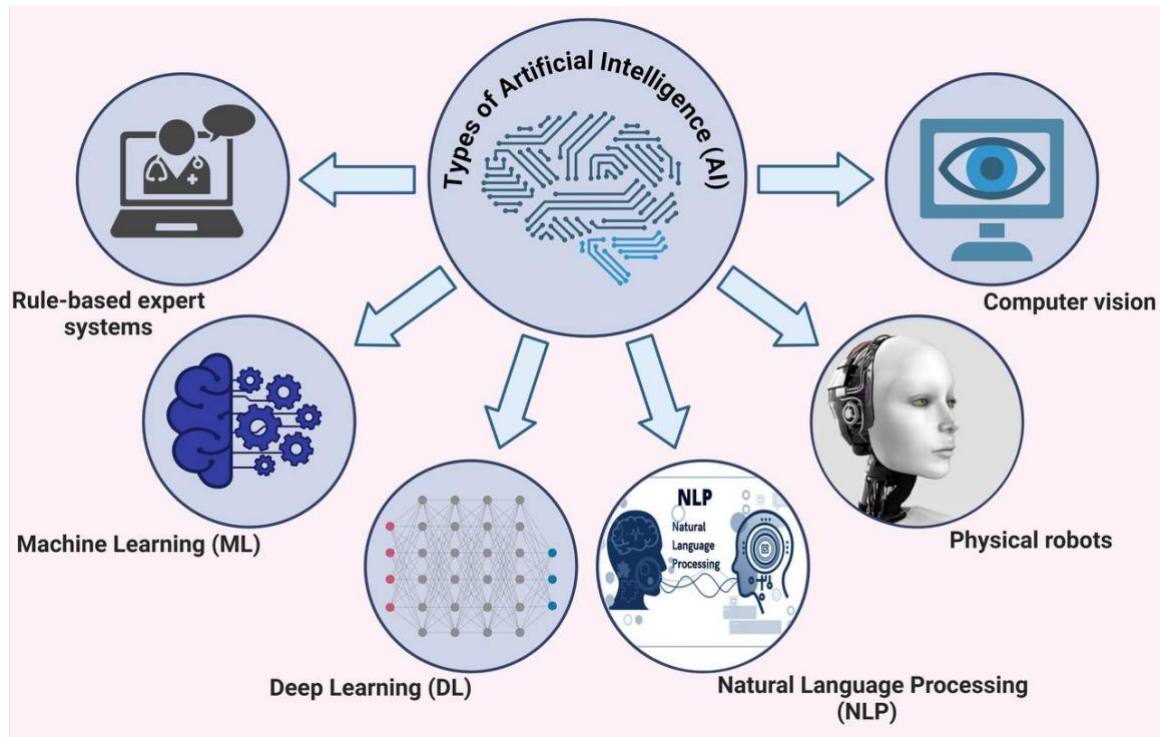 Types of Artificial Intelligence (AI)
Rule-based expert
systems
Computer vision
Machine Learning (ML)
Physical robots
NLP
Natural
Language
Processing
Deep Learning (DL)
Natural Language Processing
(NLP)